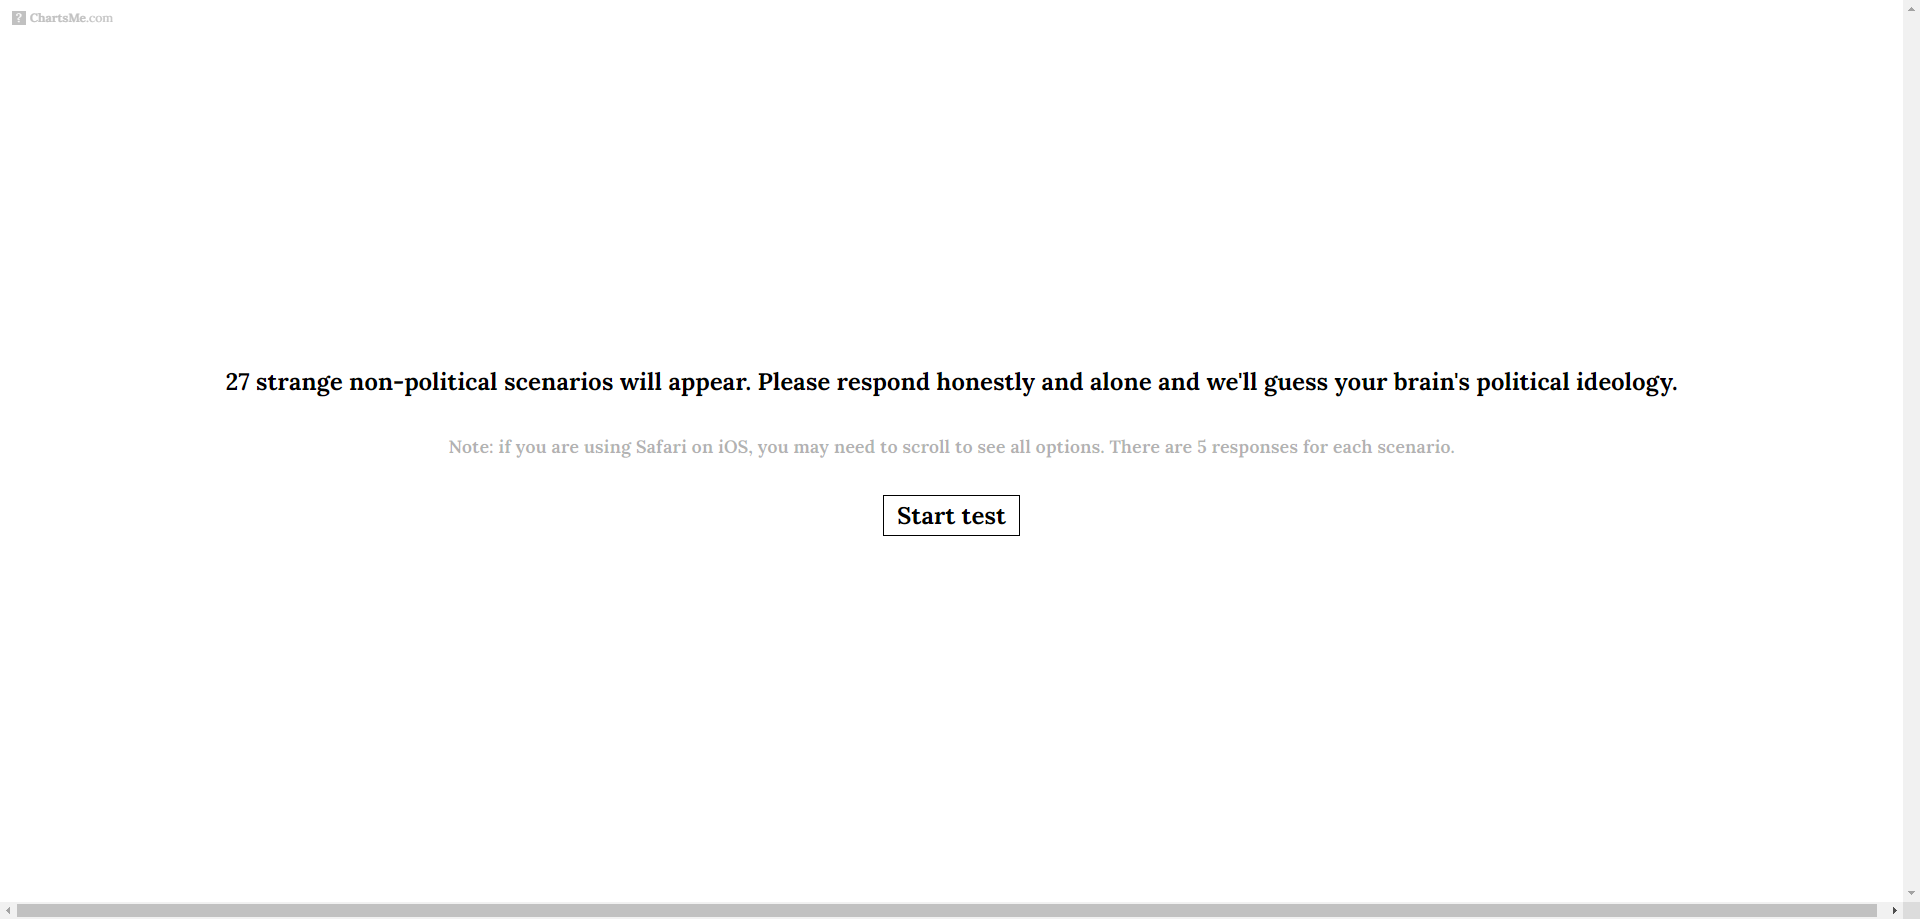 ? ChartsMe.com
27 strange non-political scenarios will appear. Please respond honestly and alone and we'll guess your brain's political ideology.
Note: if you are using Safari on iOS, you may need to scroll to see all options. There are 5 responses for each scenario.
Start test